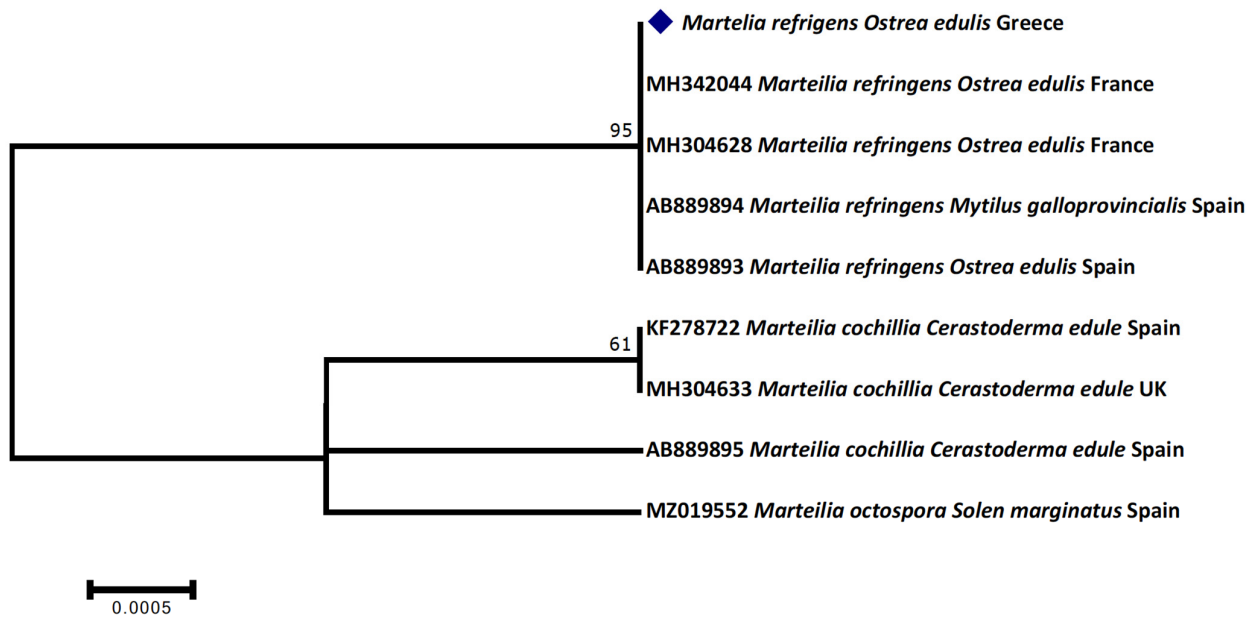 Martelia refrigens Ostrea edulis Greece
MH342044 Marteilia refringens Ostrea edulis France
95
MH304628 Marteilia refringens Ostrea edulis France
AB889894 Marteilia refringens Mytilus galloprovincialis Spain
AB889893 Marteilia refringens Ostrea edulis Spain
KF278722 Marteilia cochillia Cerastoderma edule Spain
61
MH304633 Marteilia cochillia Cerastoderma edule UK
AB889895 Marteilia cochillia Cerastoderma edule Spain
MZ019552 Marteilia octospora Solen marginatus Spain
0.0005